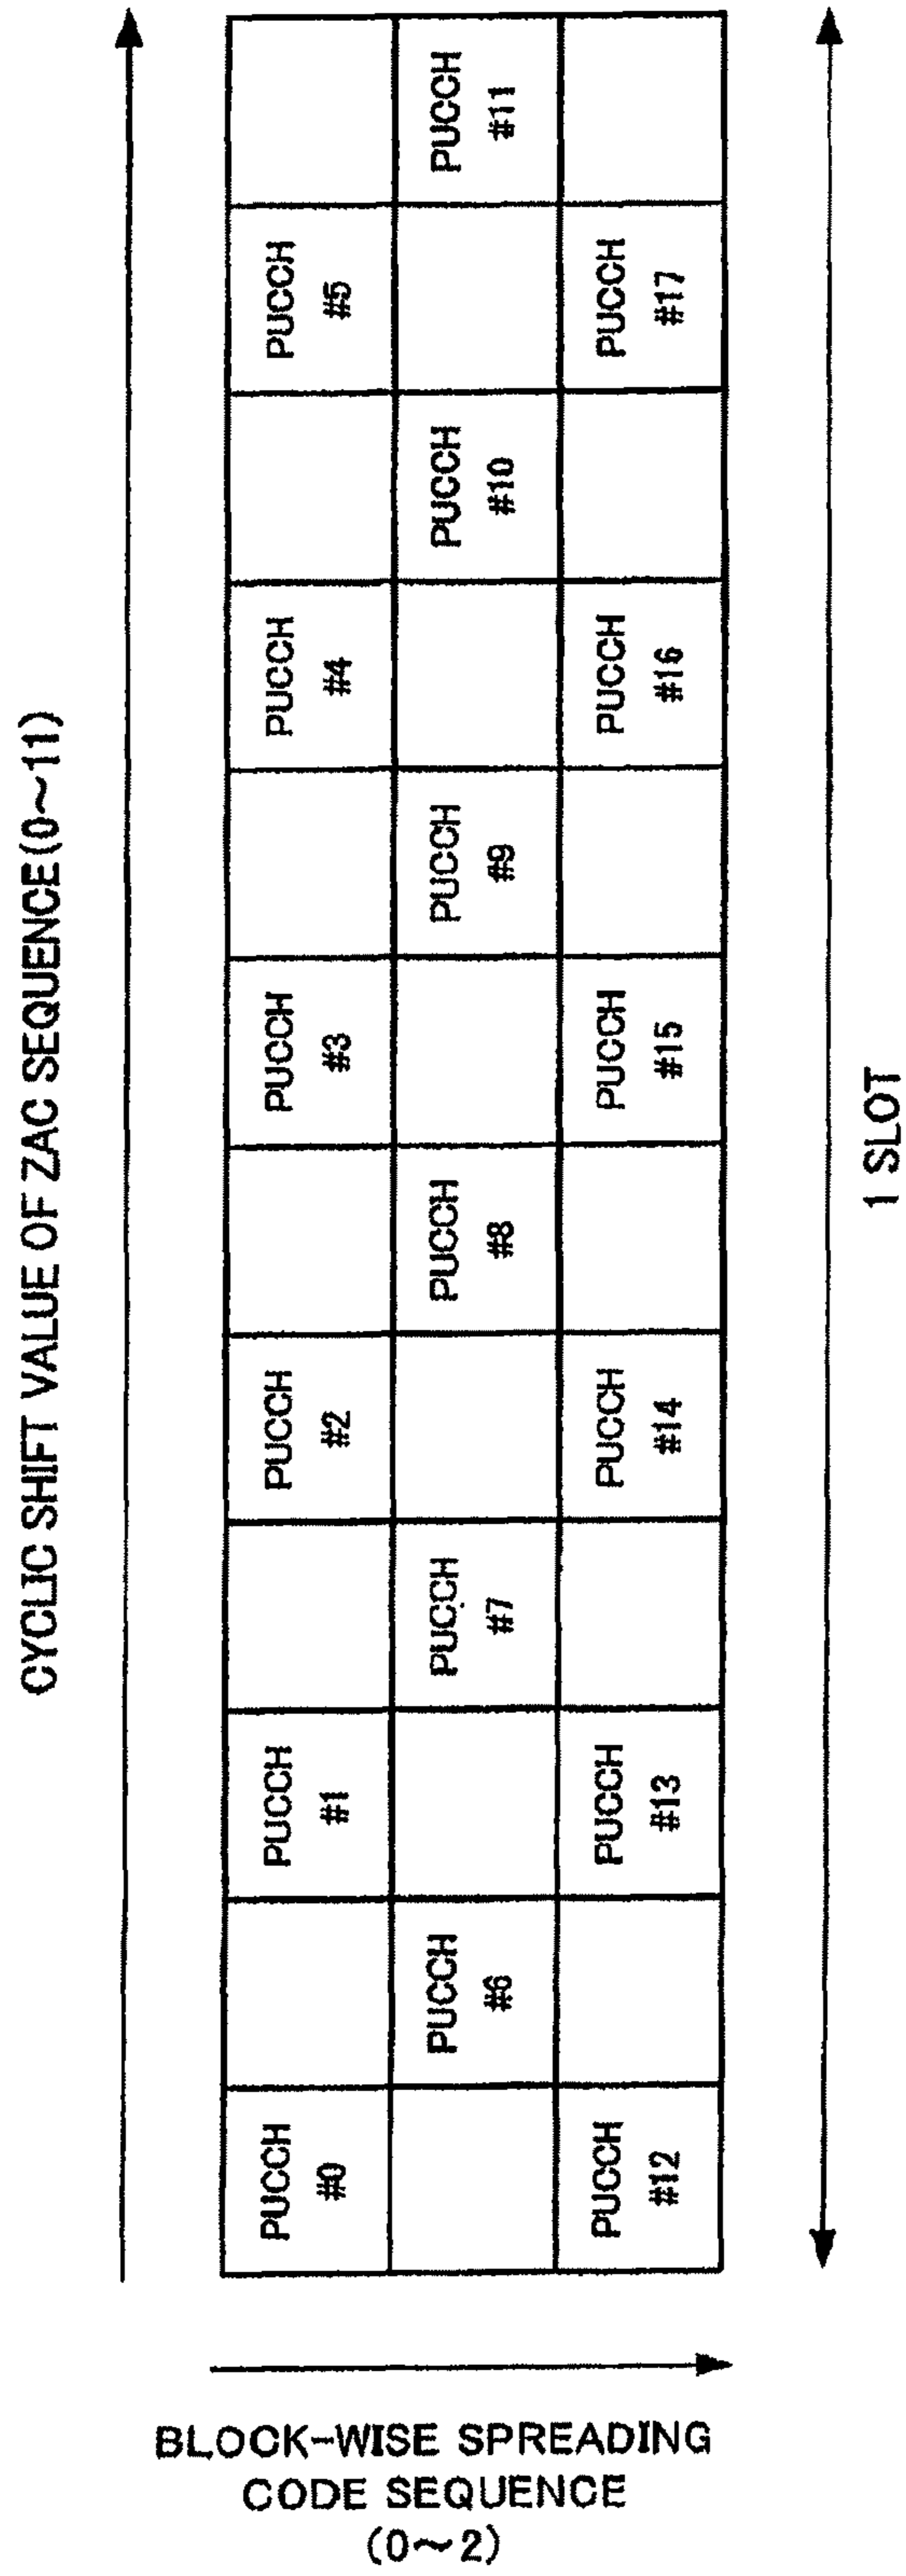 CYCLIC SHIFT VALUE OF ZAC SEQUENCE(0~11)
PUCCH
#0
PUCCH
#1
PUCCH
#2
PUCCH
#3
PUCCH
#4
PUCCH
#5
PUCCH
#6
PUCCH
#7
PUCCH
#8
PUCCH
#9
PUCCH
#10
PUCCH
#11
PUCCH
#12
PUCCH
#13
PUCCH
#14
PUCCH
#15
PUCCH
#16
PUCCH
#17
1 SLOT
BLOCK-WISE SPREADING
CODE SEQUENCE
(0~2)